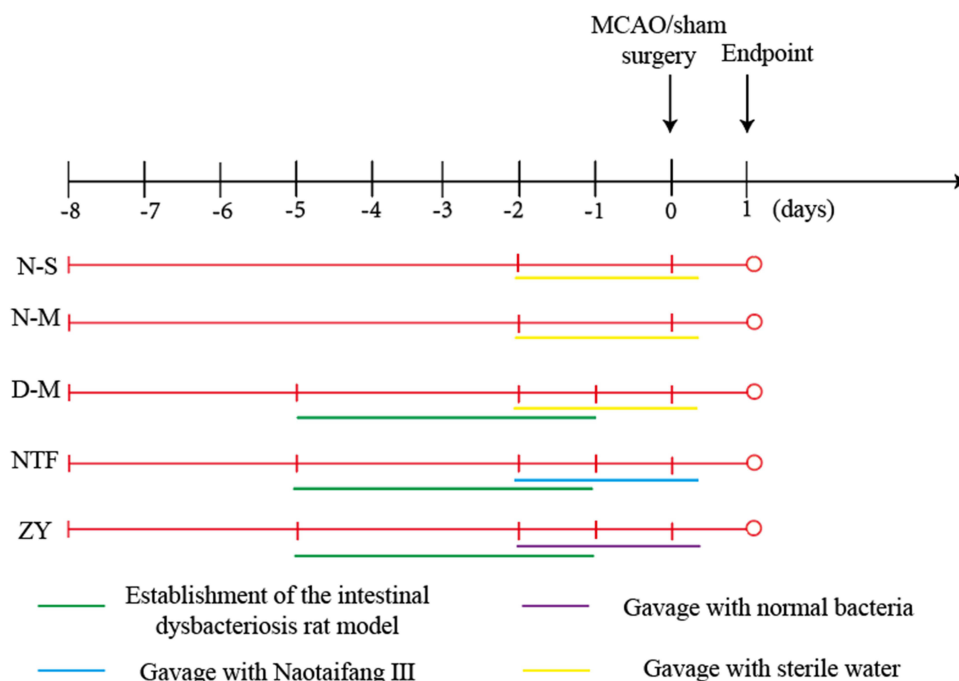 MCAO/sham
surgery
Endpoint
-8 -7 -6 -5 -4 -3 -2 -1 0 1 (days)
N-S
N-M
D-M
NTF
ZY
Establishment of the intestinal
dysbacteriosis rat model
Gavage with normal bacteria
Gavage with Naotaifang III
Gavage with sterile water